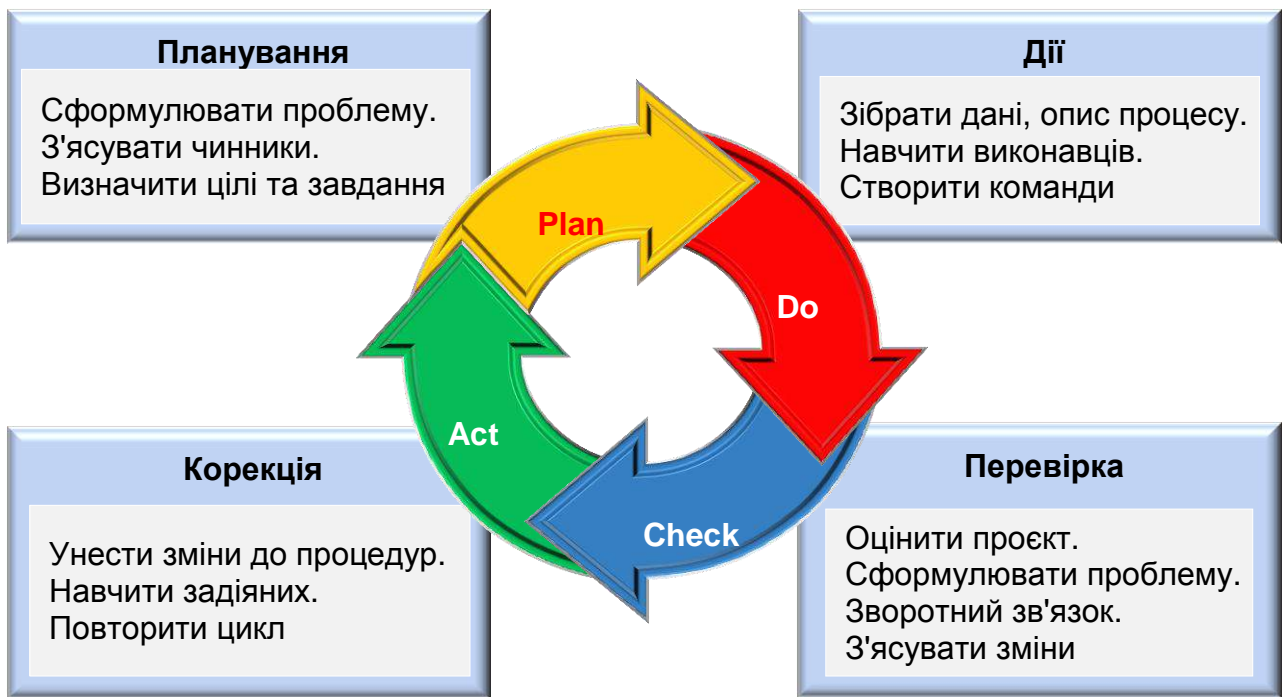 Планування
Сформулювати проблему.
З'ясувати чинники.
Визначити цілі та завдання
Дії
Зібрати дані, опис процесу.
Навчити виконавців.
Створити команди
Plan
Do
Act
Check
Корекція
Унести зміни до процедур.
Навчити задіяних.
Повторити цикл
Перевірка
Оцінити проєкт.
Сформулювати проблему.
Зворотний зв'язок.
З'ясувати зміни